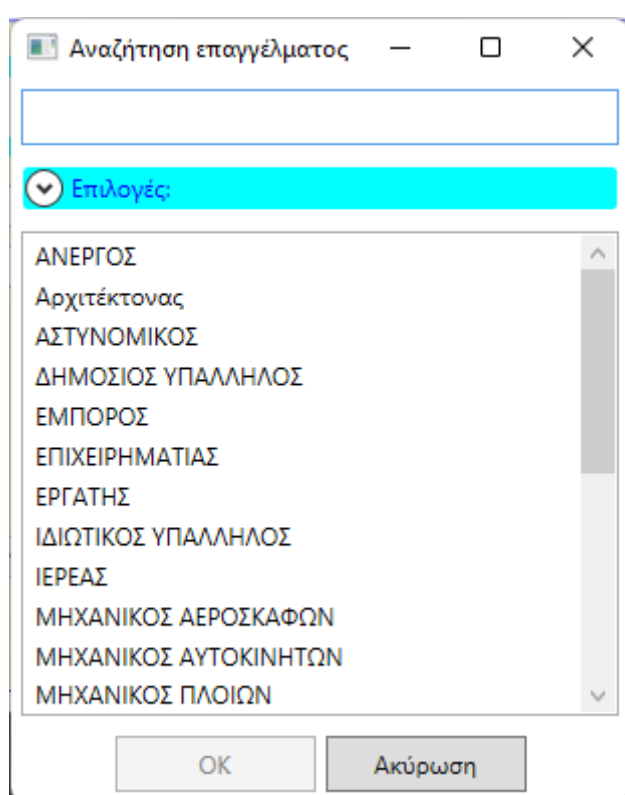 Αναζήτηση επαγγέλματος
Επιλογές:
ΑΝΕΡΓΟΣ
Αρχιτέκτονας
ΑΣΤΥΝΟΜΙΚΟΣ
ΔΗΜΟΣΙΟΣ ΥΠΑΛΛΗΛΟΣ
ΕΜΠΟΡΟΣ
ΕΠΙΧΕΙΡΗΜΑΤΙΑΣ
ΕΡΓΑΤΗΣ
ΙΔΙΩΤΙΚΟΣ ΥΠΑΛΛΗΛΟΣ
ΙΕΡΕΑΣ
ΜΗΧΑΝΙΚΟΣ ΑΕΡΟΣΚΑΦΩΝ
ΜΗΧΑΝΙΚΟΣ ΑΥΤΟΚΙΝΗΤΩΝ
ΜΗΧΑΝΙΚΟΣ ΠΛΟΙΩΝ
OK Ακύρωση